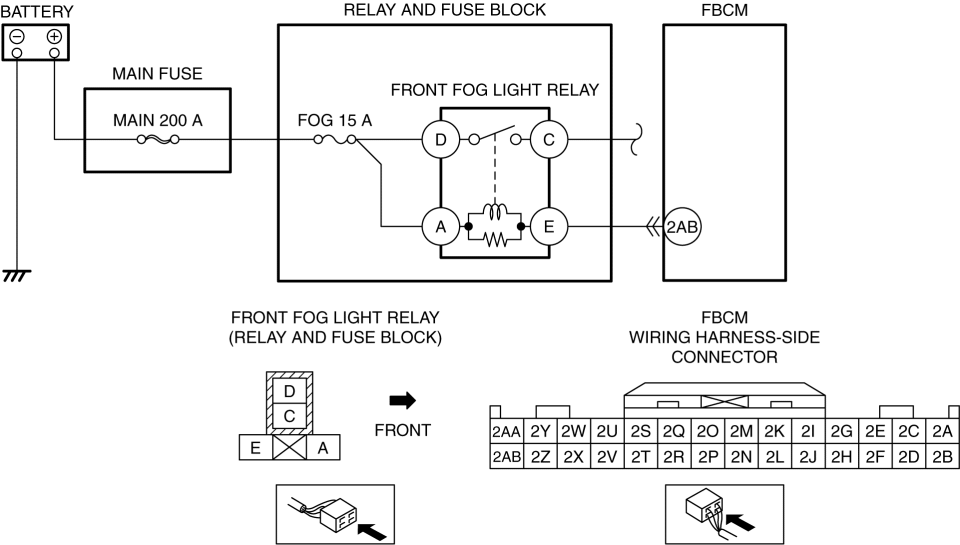 BATTERY
RELAY AND FUSE BLOCK
FBCM
− +
MAIN FUSE
FRONT FOG LIGHT RELAY
MAIN 200 A
FOG 15 A
D
C
A
E
2AB
FRONT FOG LIGHT RELAY
(RELAY AND FUSE BLOCK)
D
C
E
A
FRONT
FBCM
WIRING HARNESS-SIDE
CONNECTOR
2AA 2Y 2W 2U 2S 2Q 2O 2M 2K 2I 2G 2E 2C 2A
2AB 2Z 2X 2V 2T 2R 2P 2N 2L 2J 2H 2F 2D 2B